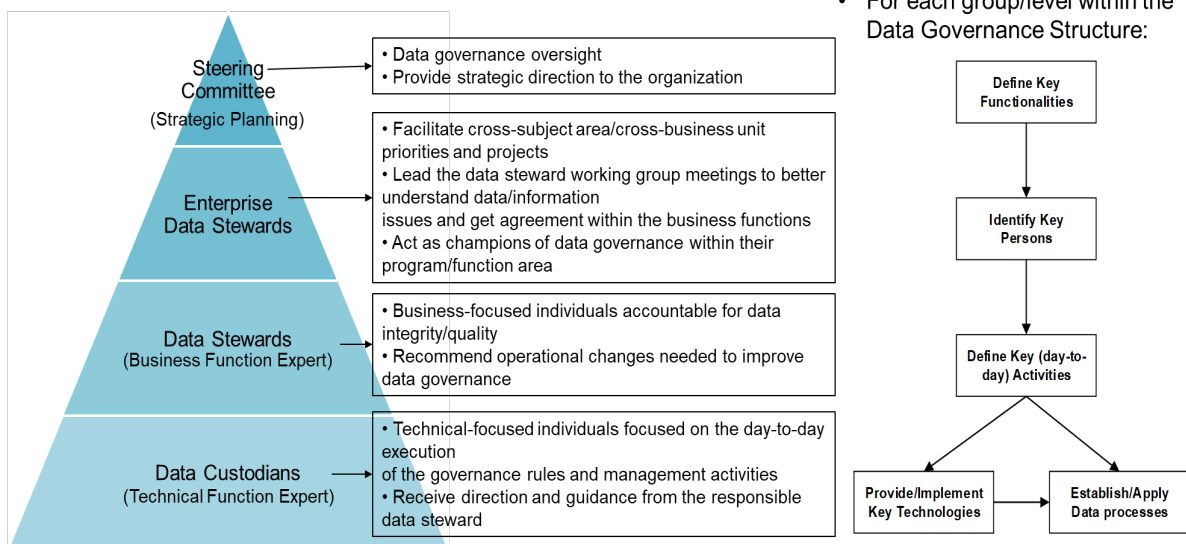 Steering
Committee
(Strategic Planning)
• Data governance oversight
• Provide strategic direction to the organization
Enterprise
Data Stewards
• Facilitate cross-subject area/cross-business unit
priorities and projects
• Lead the data steward working group meetings to better
understand data/information
issues and get agreement within the business functions
• Act as champions of data governance within their
program/function area
Data Stewards
(Business Function Expert)
• Business-focused individuals accountable for data
integrity/quality
• Recommend operational changes needed to improve
data governance
Data Custodians
(Technical Function Expert)
• Technical-focused individuals focused on the day-to-day
execution
of the governance rules and management activities
• Receive direction and guidance from the responsible
data steward
• For each group/level within the
Data Governance Structure:
Define Key
Functionalities
Identify Key
Persons
Define Key (day-to-
day) Activities
Provide/Implement
Key Technologies
Establish/Apply
Data processes